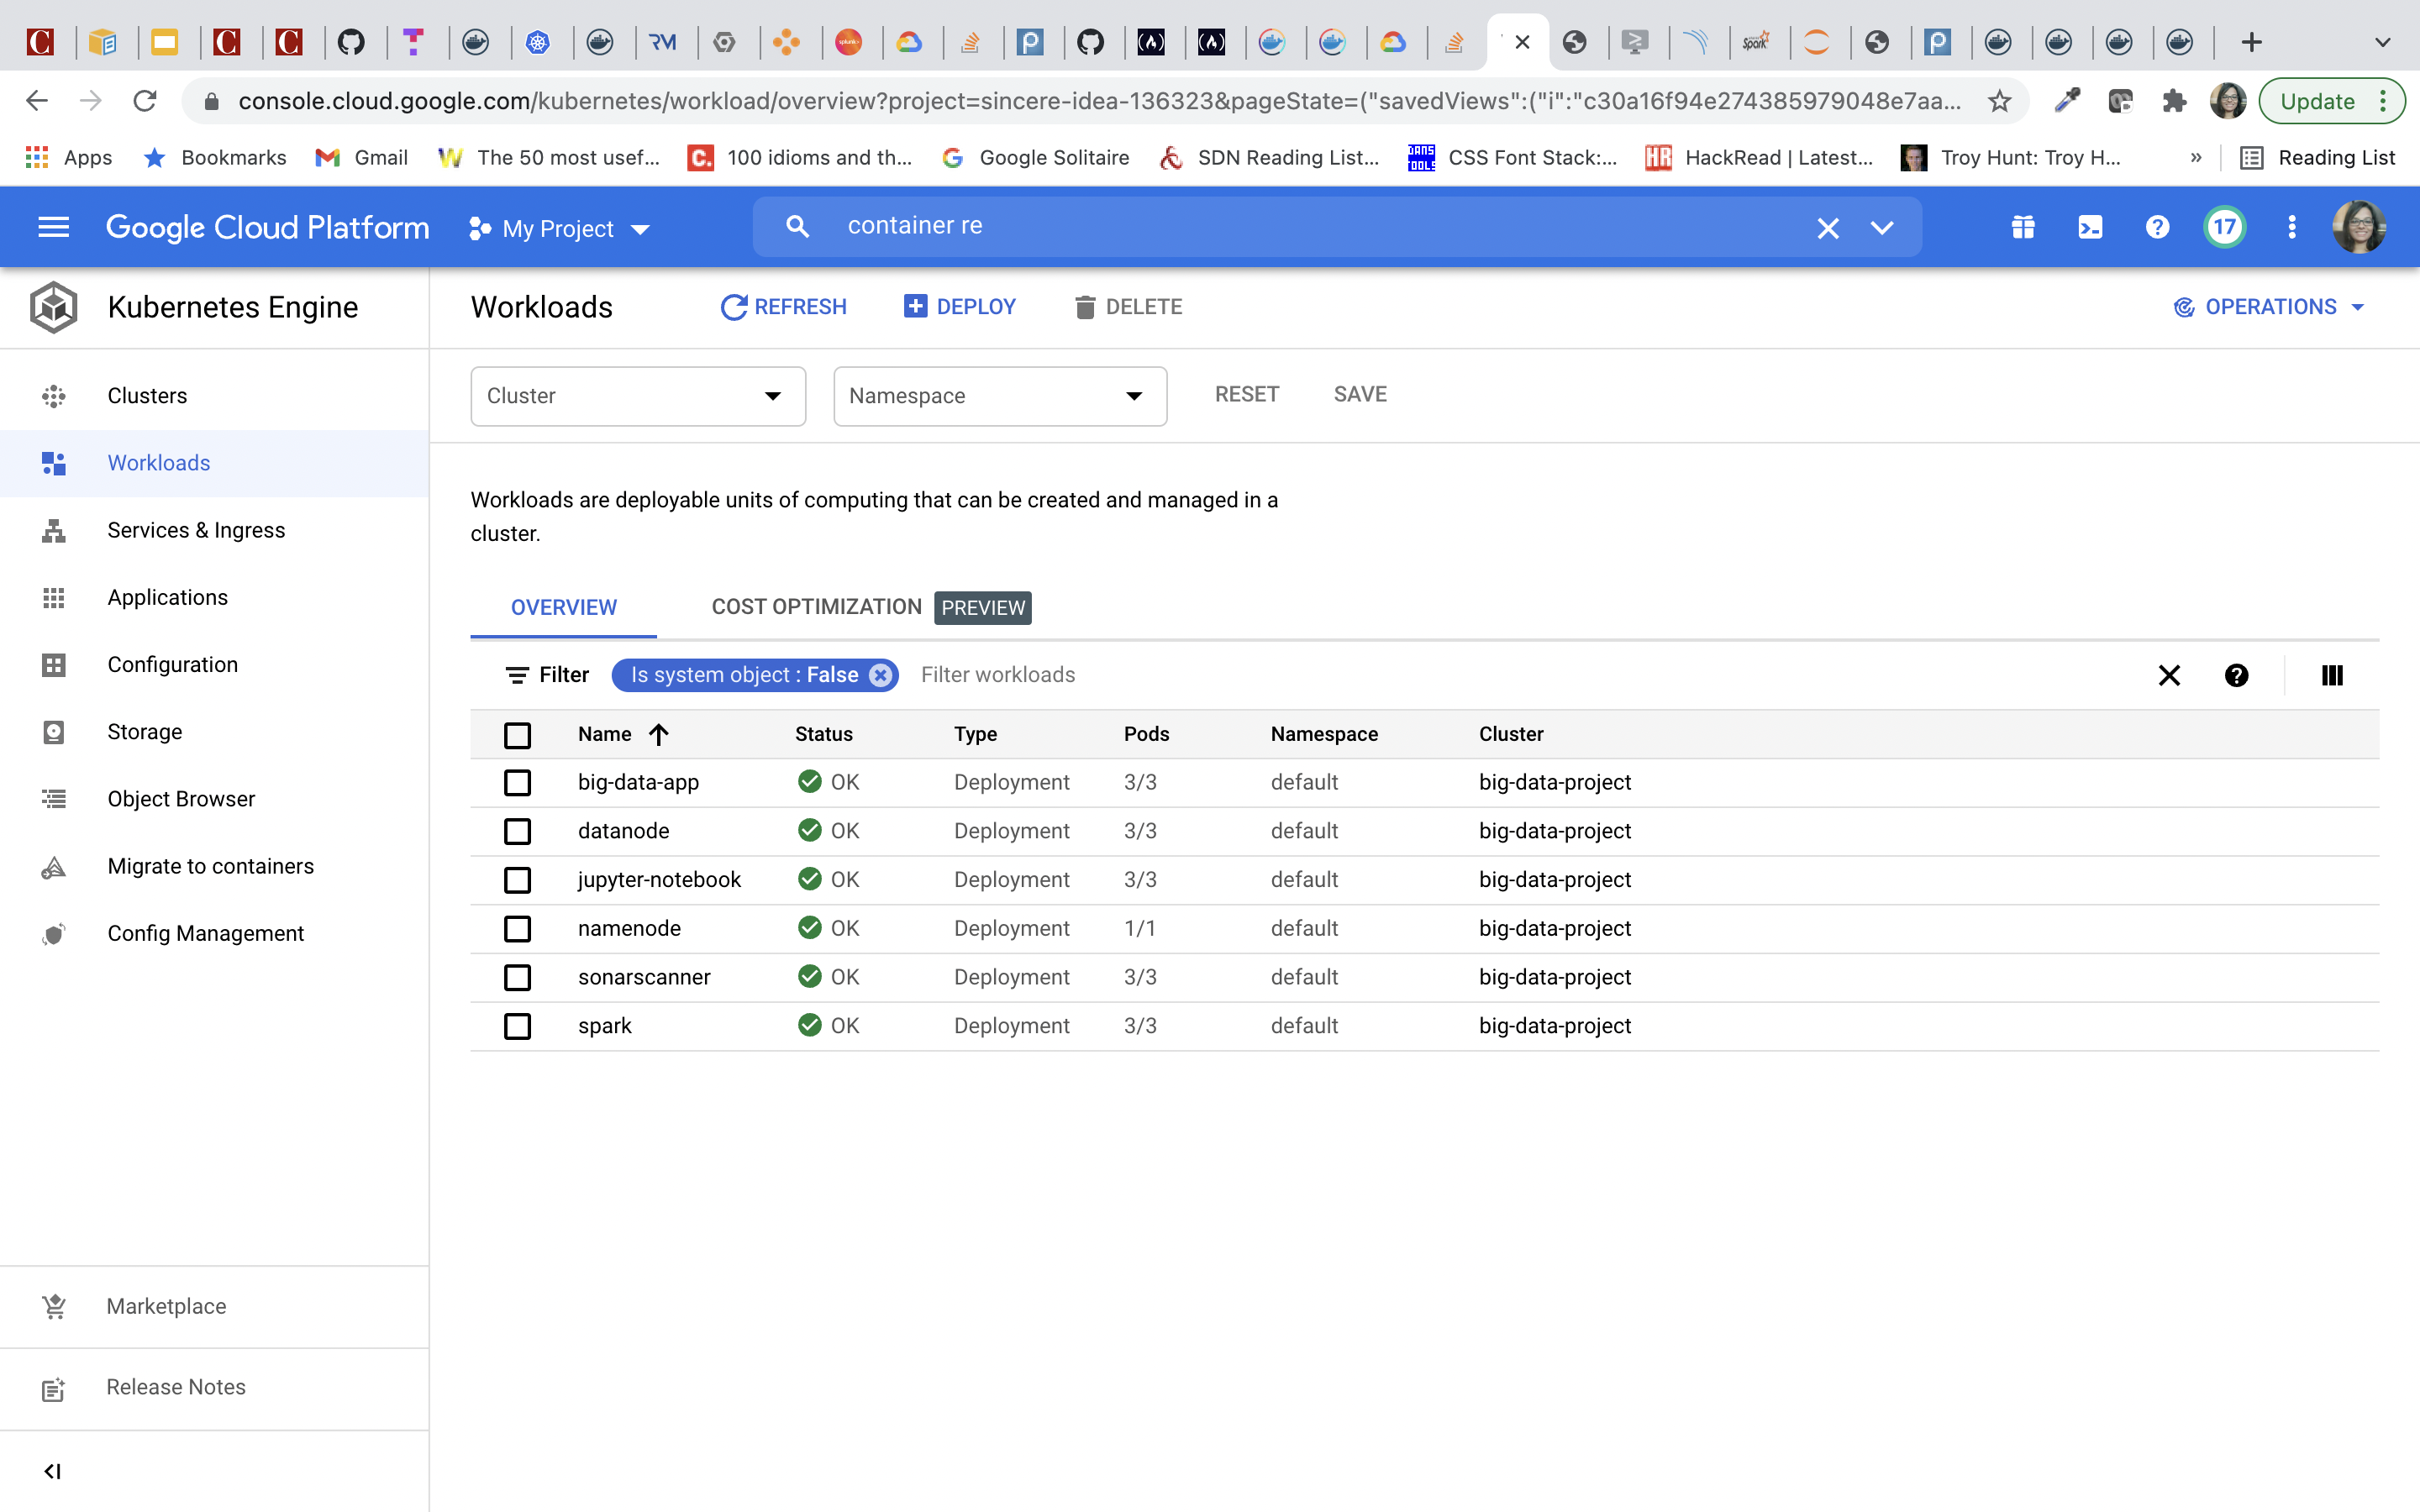 console.cloud.google.com/kubernetes/workload/overview?project=sincere-idea-136323&pageState=("savedViews":("i":"c30a16f94e274385979048e7aa...
Update
Apps
Bookmarks
Gmail
The 50 most usef...
100 idioms and th...
Google Solitaire
SDN Reading List...
CSS Font Stack:...
HackRead | Latest...
Troy Hunt: Troy H...
»
Reading List
Google Cloud Platform
My Project
container re
17
Kubernetes Engine
Workloads
REFRESH
DEPLOY
DELETE
OPERATIONS
Clusters
Workloads
Services & Ingress
Applications
Configuration
Storage
Object Browser
Migrate to containers
Config Management
Marketplace
Release Notes
Cluster
Namespace
RESET
SAVE
Workloads are deployable units of computing that can be created and managed in a
cluster.
OVERVIEW
COST OPTIMIZATION PREVIEW
Filter
Is system object : False
Filter workloads
Name Status Type Pods Namespace Cluster
big-data-app OK Deployment 3/3 default big-data-project
datanode OK Deployment 3/3 default big-data-project
jupyter-notebook OK Deployment 3/3 default big-data-project
namenode OK Deployment 1/1 default big-data-project
sonarscanner OK Deployment 3/3 default big-data-project
spark OK Deployment 3/3 default big-data-project